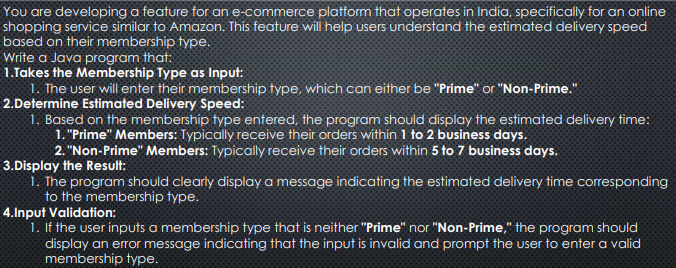 You are developing a feature for an e-commerce platform that operates in India, specifically for an online
shopping service similar to Amazon. This feature will help users understand the estimated delivery speed
based on their membership type.
Write a Java program that:
1.Takes the Membership Type as Input:
1. The user will enter their membership type, which can either be "Prime" or "Non-Prime."
2.Determine Estimated Delivery Speed:
1. Based on the membership type entered, the program should display the estimated delivery time:
1."Prime" Members: Typically receive their orders within 1 to 2 business days.
2."Non-Prime" Members: Typically receive their orders within 5 to 7 business days.
3.Display the Result:
1. The program should clearly display a message indicating the estimated delivery time corresponding
to the membership type.
4.Input Validation:
1. If the user inputs a membership type that is neither "Prime" nor "Non-Prime," the program should
display an error message indicating that the input is invalid and prompt the user to enter a valid
membership type.